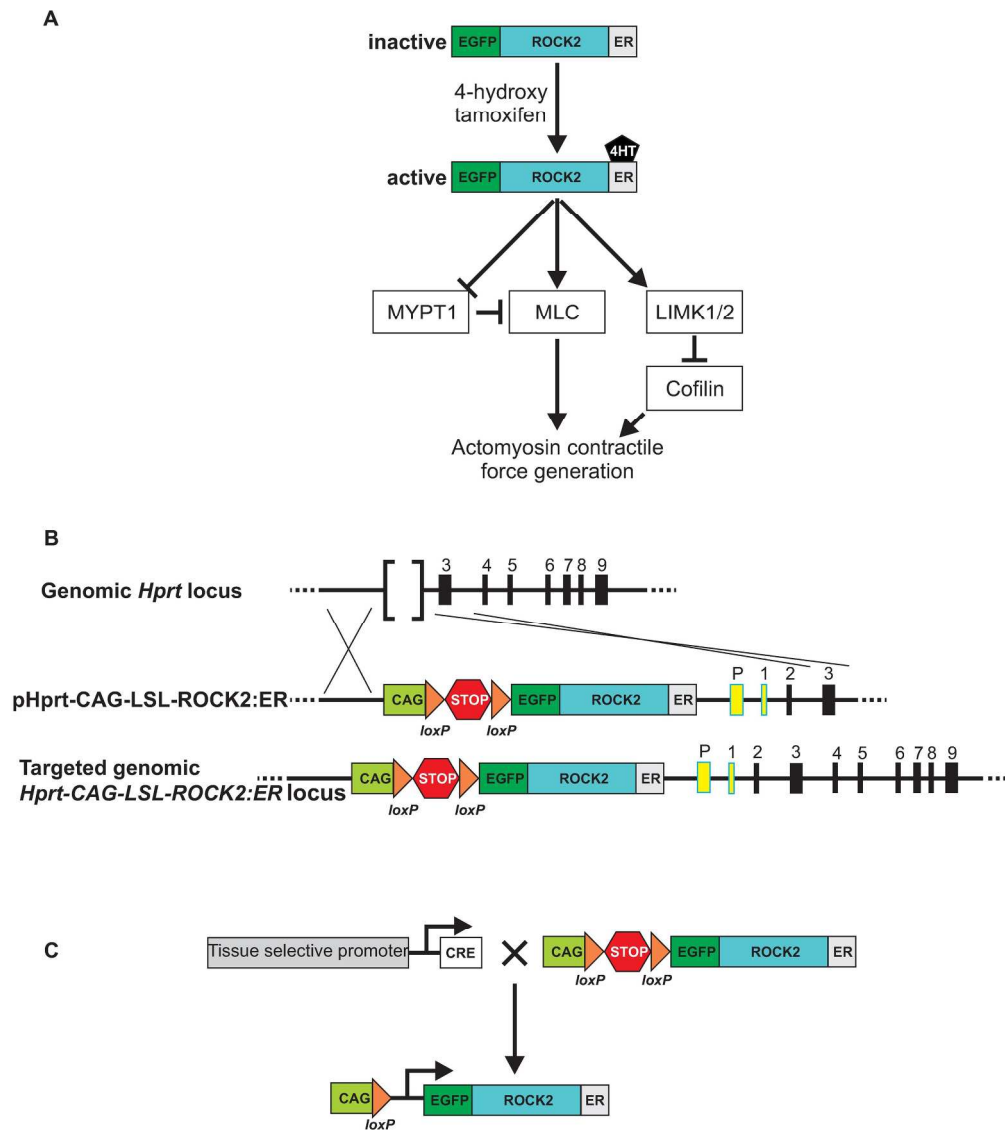 A
inactive EGFP ROCK2 ER
4-hydroxy
tamoxifen
4HT
active EGFP ROCK2 ER
MYPT1 MLC LIMK1/2
Cofilin
Actomyosin contractile
force generation
B
3 4 5 6 7 8 9
Genomic Hprt locus
P 1 2 3
pHprt-CAG-LSL-ROCK2:ER CAG STOP EGFP ROCK2 ER
loxP loxP
Targeted genomic
P 1 2 3 4 5 6 7 8 9
Hprt-CAG-LSL-ROCK2:ER locus CAG STOP EGFP ROCK2 ER
loxP loxP
C
Tissue selective promoter CRE CAG STOP EGFP ROCK2 ER
loxP loxP
CAG EGFP ROCK2 ER
loxP